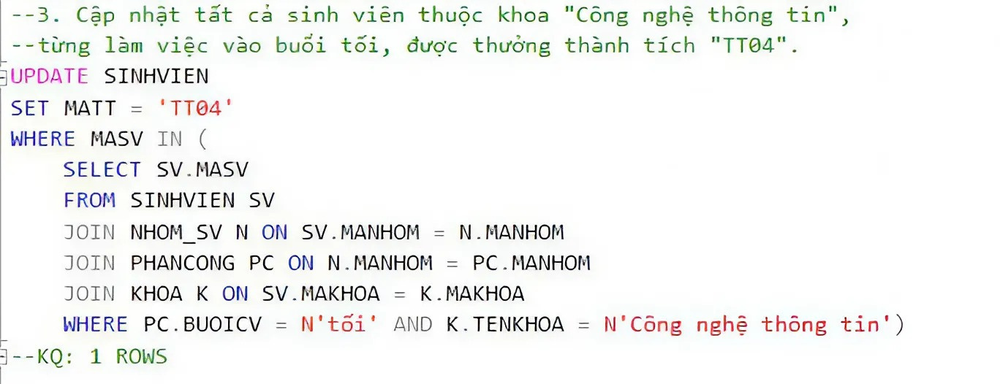 --3. Cập nhật tất cả sinh viên thuộc khoa "Công nghệ thông tin",
--từng làm việc vào buổi tối, được thưởng thành tích "TT04".
UPDATE SINHVIEN
SET MATT = 'TT04'
WHERE MASV IN (
    SELECT SV.MASV
    FROM SINHVIEN SV
    JOIN NHOM_SV N ON SV.MANHOM = N.MANHOM
    JOIN PHANCONG PC ON N.MANHOM = PC.MANHOM
    JOIN KHOA K ON SV.MAKHOA = K.MAKHOA
    WHERE PC.BUOICV = N'tối' AND K.TENKHOA = N'Công nghệ thông tin')
--KQ: 1 ROWS